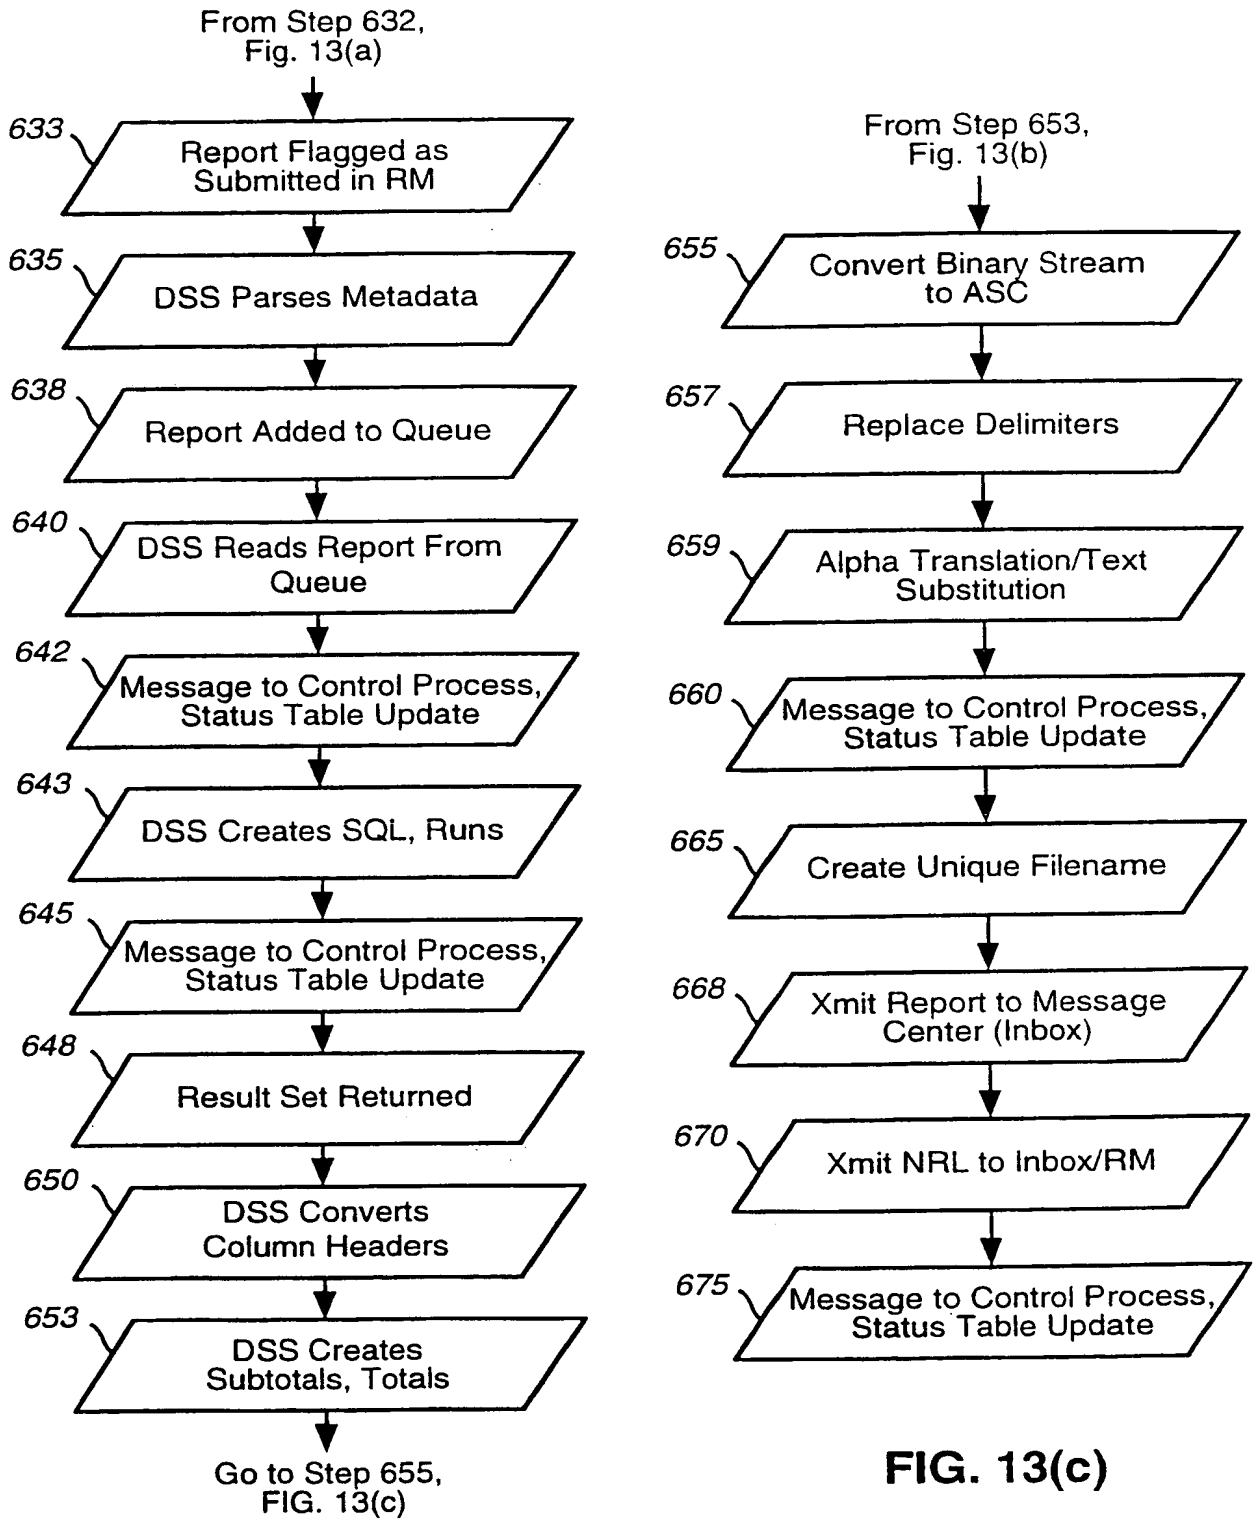 From Step 632,
Fig. 13(a)
633
Report Flagged as
Submitted in RM
635
DSS Parses Metadata
638
Report Added to Queue
640
DSS Reads Report From
Queue
642
Message to Control Process,
Status Table Update
643
DSS Creates SQL, Runs
645
Message to Control Process,
Status Table Update
648
Result Set Returned
650
DSS Converts
Column Headers
653
DSS Creates
Subtotals, Totals
Go to Step 655,
FIG. 13(c)
From Step 653,
Fig. 13(b)
655
Convert Binary Stream
to ASC
657
Replace Delimiters
659
Alpha Translation/Text
Substitution
660
Message to Control Process,
Status Table Update
665
Create Unique Filename
668
Xmit Report to Message
Center (Inbox)
670
Xmit NRL to Inbox/RM
675
Message to Control Process,
Status Table Update
FIG. 13(c)